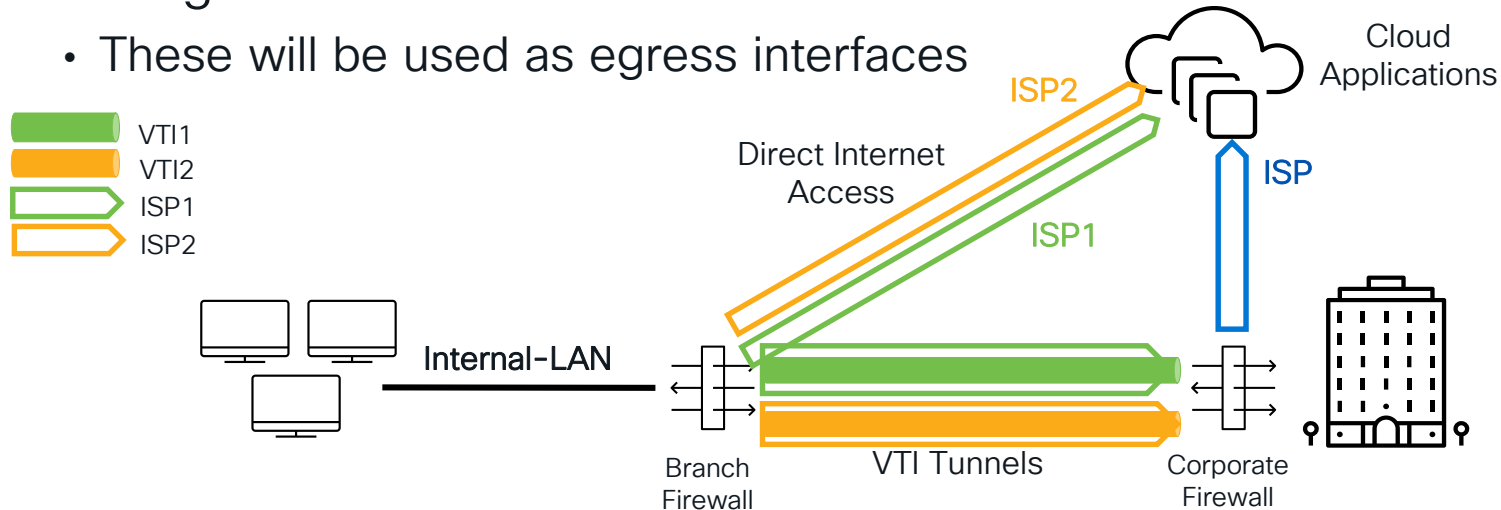 • These will be used as egress interfaces
Cloud
Applications
ISP2
VTI1
VTI2
ISP1
ISP2
Direct Internet
Access
ISP
ISP1
Internal-LAN
VTI Tunnels
Branch
Firewall
Corporate
Firewall